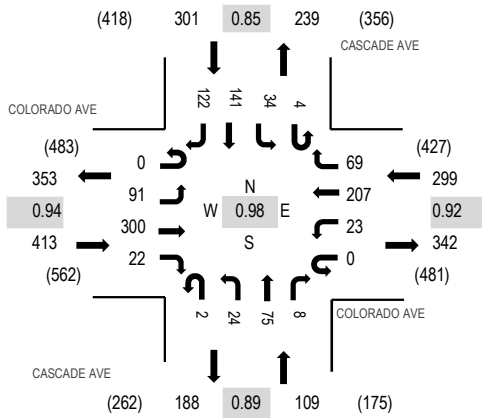 (418) 301 0.85 239 (356)
CASCADE AVE
122 141 34 4
COLORADO AVE
(483) (427)
0 69
353 299
91 N 207
0.94 W 0.98 E 0.92
300 S 23
413 342
22 0
(562) (481)
2 24 75 8
COLORADO AVE
CASCADE AVE
(262) 188 0.89 109 (175)